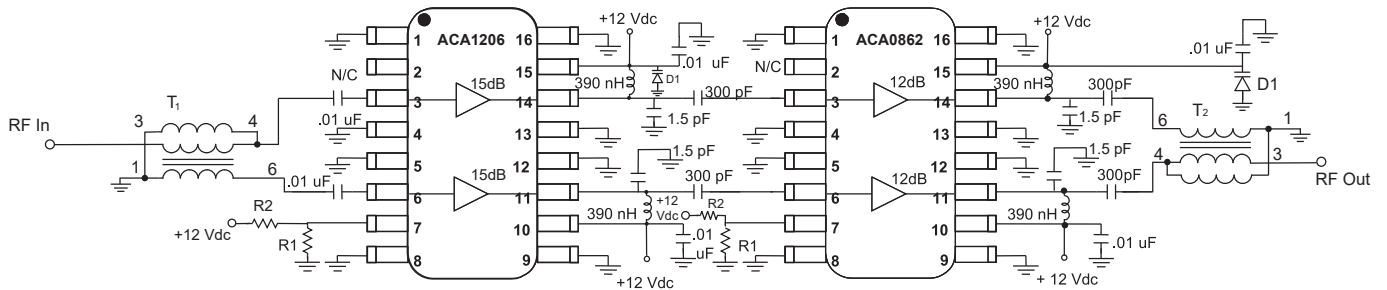 ACA1206
1
2
3
4
5
6
7
8
16
15
14
13
12
11
10
9
15dB
15dB
N/C
T1
3
4
1
6
RF In
.01 uF
.01 uF
R2
+12 Vdc
R1
+12 Vdc
.01 uF
D1
390 nH
300 pF
1.5 pF
1.5 pF
300 pF
+12 Vdc
390 nH
R2
.01 uF
R1
+12 Vdc
ACA0862
1
2
3
4
5
6
7
8
16
15
14
13
12
11
10
9
12dB
12dB
N/C
+12 Vdc
.01 uF
D1
390 nH
300pF
1.5 pF
T2
6
1
4
3
RF Out
1.5 pF
300pF
390 nH
.01 uF
+ 12 Vdc